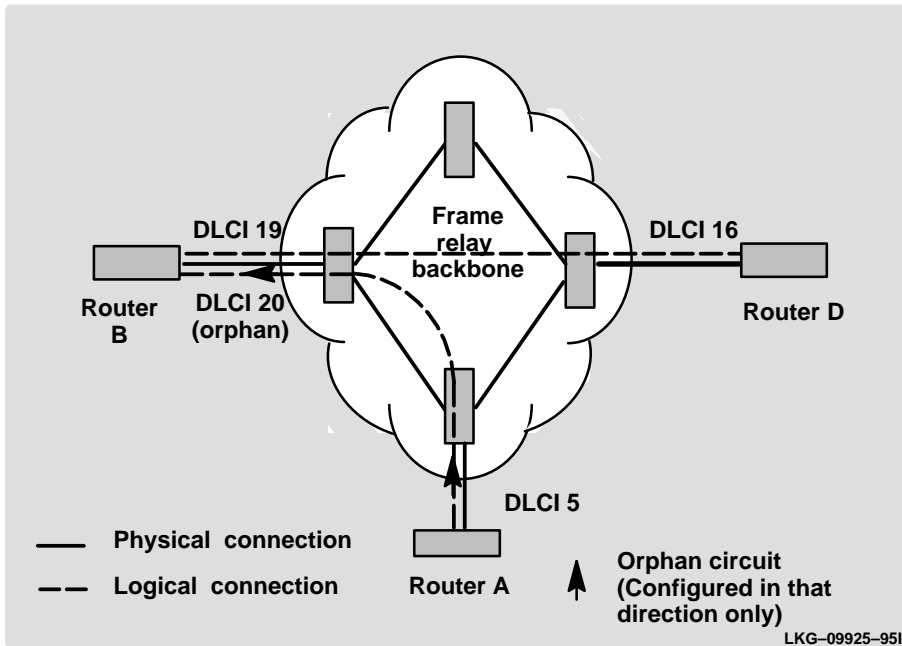 DLCI 19
Frame
relay
backbone
DLCI 16
Router
B
DLCI 20
(orphan)
Router D
DLCI 5
Router A
Physical connection
Logical connection
Orphan circuit
(Configured in that
direction only)
LKG–09925–95I